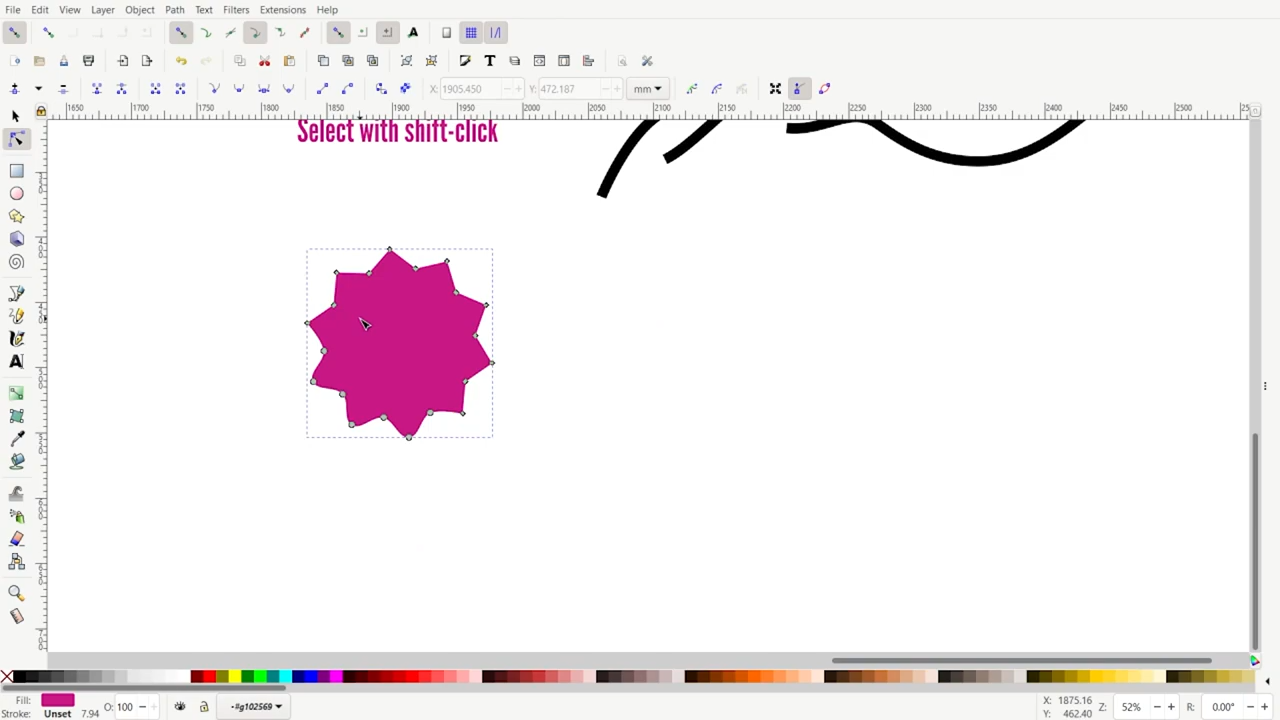 File Edit View Layer Object Path Text Filters Extensions Help
X: 1905.450 Y: 472.187 mm
1650 1700 1750 1800 1850 1900 1950 2000 2050 2100 2150 2200 2250 2300 2350 2400 2450 2500
Select with shift-click
Fill: O: 100 -#g102569 X: 1875.16 Z: 52% R: 0.00°
Stroke: Unset 7.94 Y: 462.40